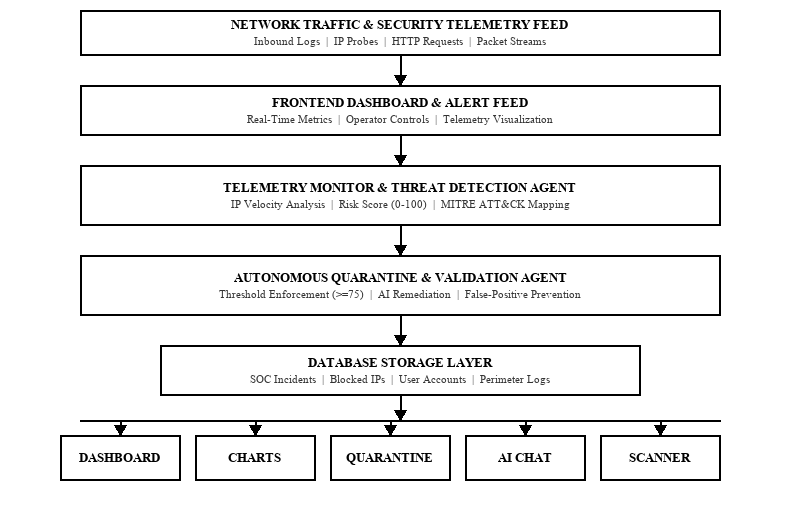 NETWORK TRAFFIC & SECURITY TELEMETRY FEED
Inbound Logs | IP Probes | HTTP Requests | Packet Streams
FRONTEND DASHBOARD & ALERT FEED
Real-Time Metrics | Operator Controls | Telemetry Visualization
TELEMETRY MONITOR & THREAT DETECTION AGENT
IP Velocity Analysis | Risk Score (0-100) | MITRE ATT&CK Mapping
AUTONOMOUS QUARANTINE & VALIDATION AGENT
Threshold Enforcement (>=75) | AI Remediation | False-Positive Prevention
DATABASE STORAGE LAYER
SOC Incidents | Blocked IPs | User Accounts | Perimeter Logs
DASHBOARD
CHARTS
QUARANTINE
AI CHAT
SCANNER